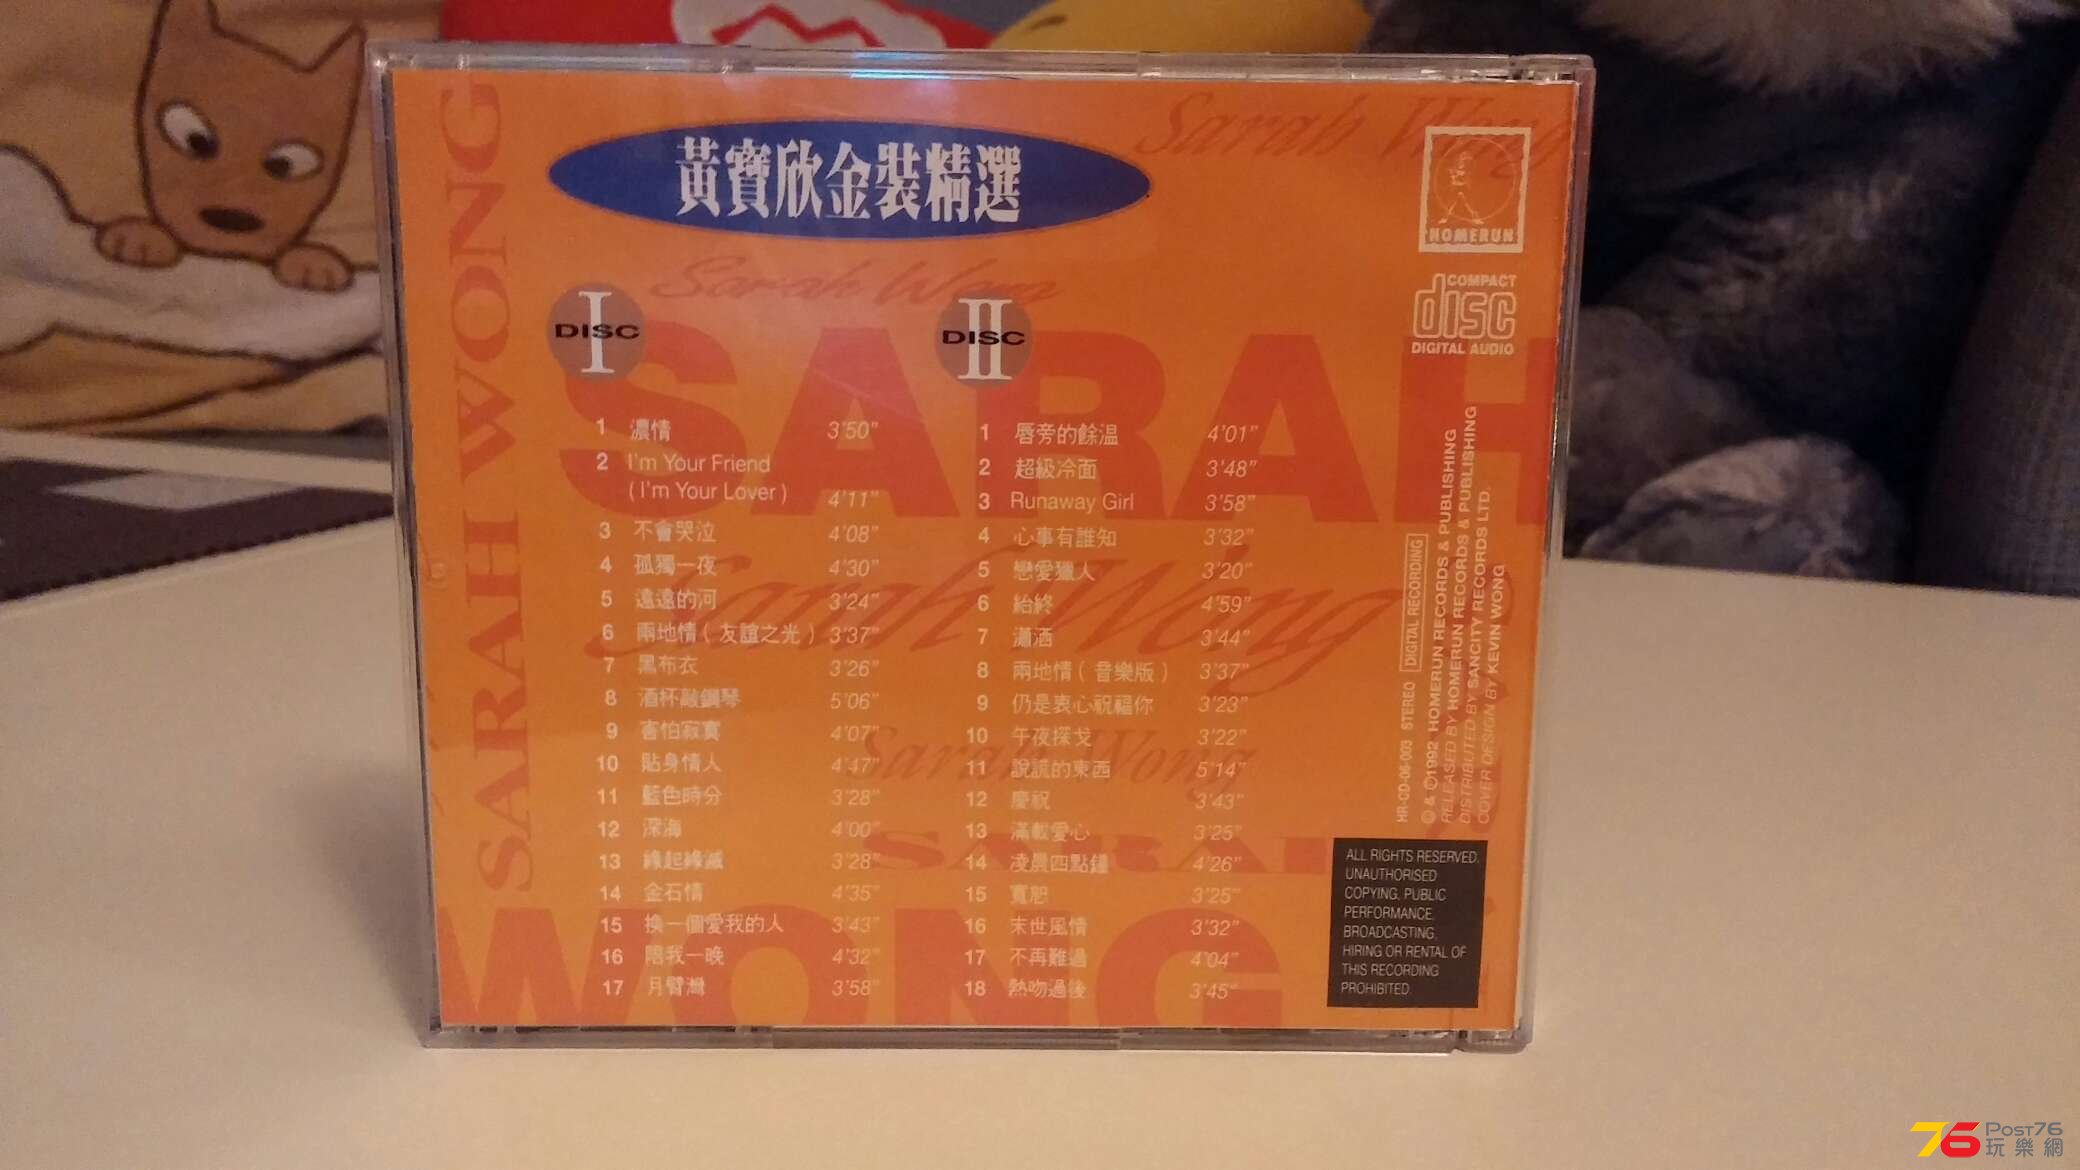 黃寶欣金裝精選
SARAH WONG
Sarah Wong
HOMERUN
COMPACT
disc
DIGITAL AUDIO
Sarah Wong
SARAH
DISC I
1 濃情 3'50"
2 I'm Your Friend
(I'm Your Lover) 4'11"
3 不會哭泣 4'08"
4 孤獨一夜 4'30"
5 遠遠的河 3'24"
6 兩地情(友誼之光) 3'37"
7 黑布衣 3'26"
8 酒杯敲鋼琴 5'06"
9 害怕寂寞 4'07"
10 貼身情人 4'47"
11 藍色時分 3'28"
12 深海 4'00"
13 緣起緣滅 3'28"
14 金石情 4'35"
15 換一個愛我的人 3'43"
16 陪我一晚 4'32"
17 月臂灣 3'58"
DISC II
1 唇旁的餘温 4'01"
2 超級冷面 3'48"
3 Runaway Girl 3'58"
4 心事有誰知 3'32"
5 戀愛獵人 3'20"
6 始終 4'59"
7 瀟洒 3'44"
8 兩地情(音樂版) 3'37"
9 仍是衷心祝福你 3'23"
10 午夜探戈 3'22"
11 說謊的東西 5'14"
12 慶祝 3'43"
13 滿載愛心 3'25"
14 凌晨四點鐘 4'26"
15 寬恕 3'25"
16 末世風情 3'32"
17 不再難過 4'04"
18 熱吻過後 3'45"
Sarah Wong
Sarah Wong
WONG
HR-CD-06-003 STEREO DIGITAL RECORDING
© & ℗1992 HOMERUN RECORDS & PUBLISHING
RELEASED BY HOMERUN RECORDS & PUBLISHING
DISTRIBUTED BY SANCITY RECORDS LTD.
COVER DESIGN BY KEVIN WONG
ALL RIGHTS RESERVED.
UNAUTHORISED
COPYING, PUBLIC
PERFORMANCE,
BROADCASTING,
HIRING OR RENTAL OF
THIS RECORDING
PROHIBITED.
76 POST76
玩樂網